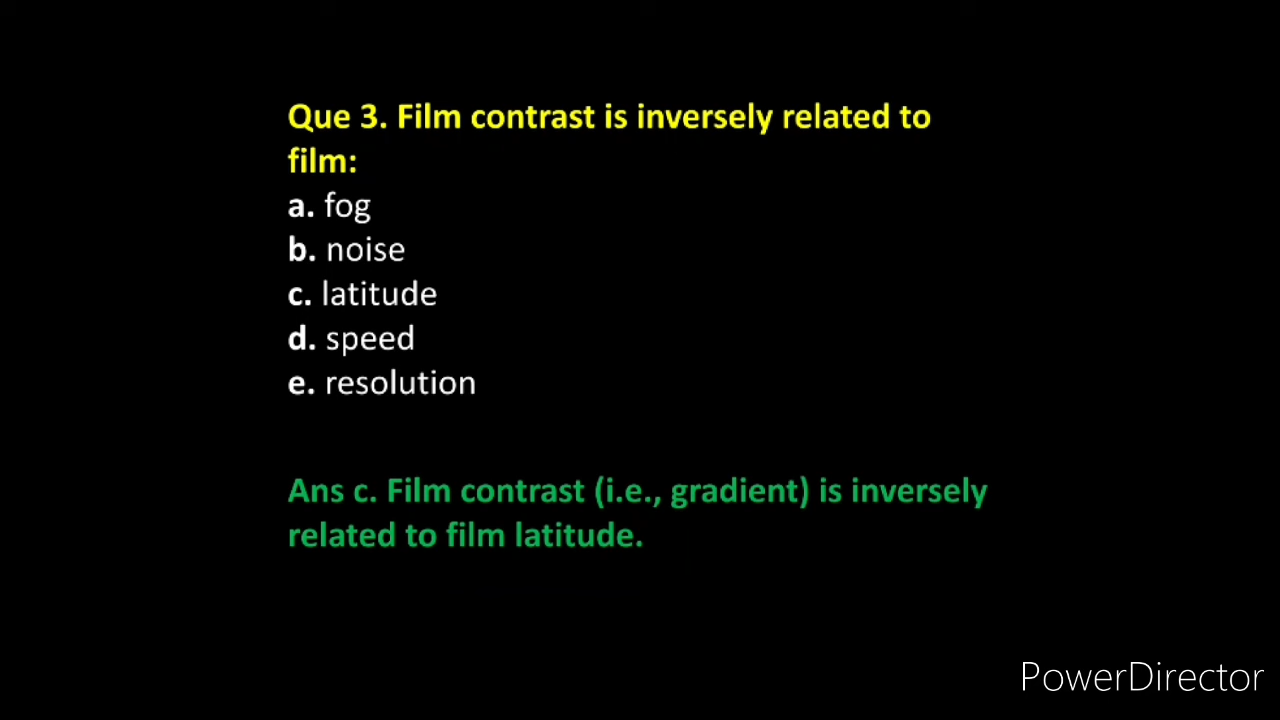 Que 3. Film contrast is inversely related to
film:
a. fog
b. noise
c. latitude
d. speed
e. resolution
Ans c. Film contrast (i.e., gradient) is inversely
related to film latitude.
PowerDirector